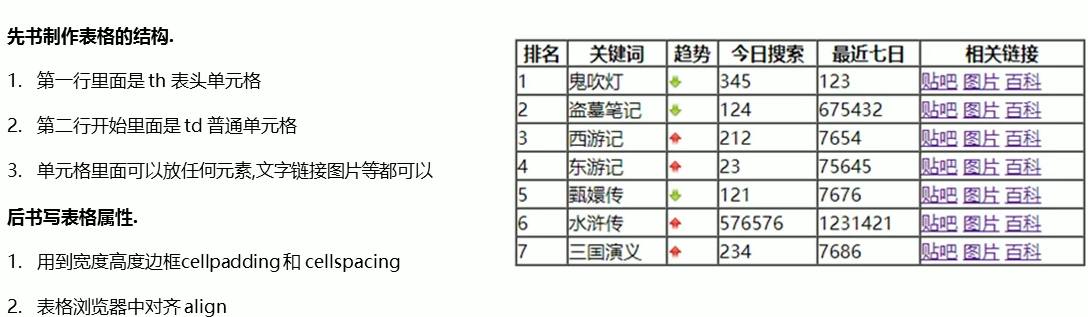 先书制作表格的结构.
1. 第一行里面是 th 表头单元格
2. 第二行开始里面是 td 普通单元格
3. 单元格里面可以放任何元素,文字链接图片等都可以
后书写表格属性.
1. 用到宽度高度边框cellpadding 和 cellspacing
2. 表格浏览器中对齐 align
排名 关键词 趋势 今日搜索 最近七日 相关链接
1 鬼吹灯 345 123 贴吧 图片 百科
2 盗墓笔记 124 675432 贴吧 图片 百科
3 西游记 212 7654 贴吧 图片 百科
4 东游记 23 75645 贴吧 图片 百科
5 甄嬛传 121 7676 贴吧 图片 百科
6 水浒传 576576 1231421 贴吧 图片 百科
7 三国演义 234 7686 贴吧 图片 百科